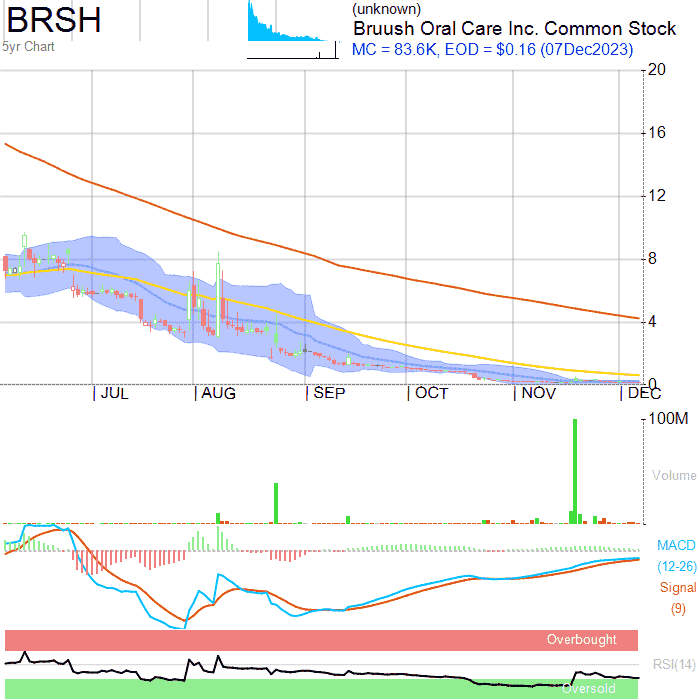 BRSH
5yr Chart
(unknown)
Bruush Oral Care Inc. Common Stock
MC = 83.6K, EOD = $0.16 (07Dec2023)
20
16
12
8
4
0
JUL AUG SEP OCT NOV DEC
100M
Volume
MACD
(12-26)
Signal
(9)
Overbought
RSI(14)
Oversold